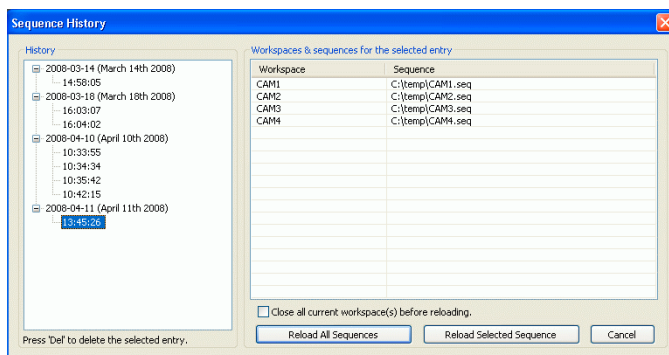 Sequence History
History
2008-03-14 (March 14th 2008)
14:58:05
2008-03-18 (March 18th 2008)
16:03:07
16:04:02
2008-04-10 (April 10th 2008)
10:33:55
10:34:34
10:35:42
10:42:15
2008-04-11 (April 11th 2008)
13:45:26
Press 'Del' to delete the selected entry.
Workspaces & sequences for the selected entry
Workspace Sequence
CAM1 C:\temp\CAM1.seq
CAM2 C:\temp\CAM2.seq
CAM3 C:\temp\CAM3.seq
CAM4 C:\temp\CAM4.seq
Close all current workspace(s) before reloading.
Reload All Sequences Reload Selected Sequence Cancel